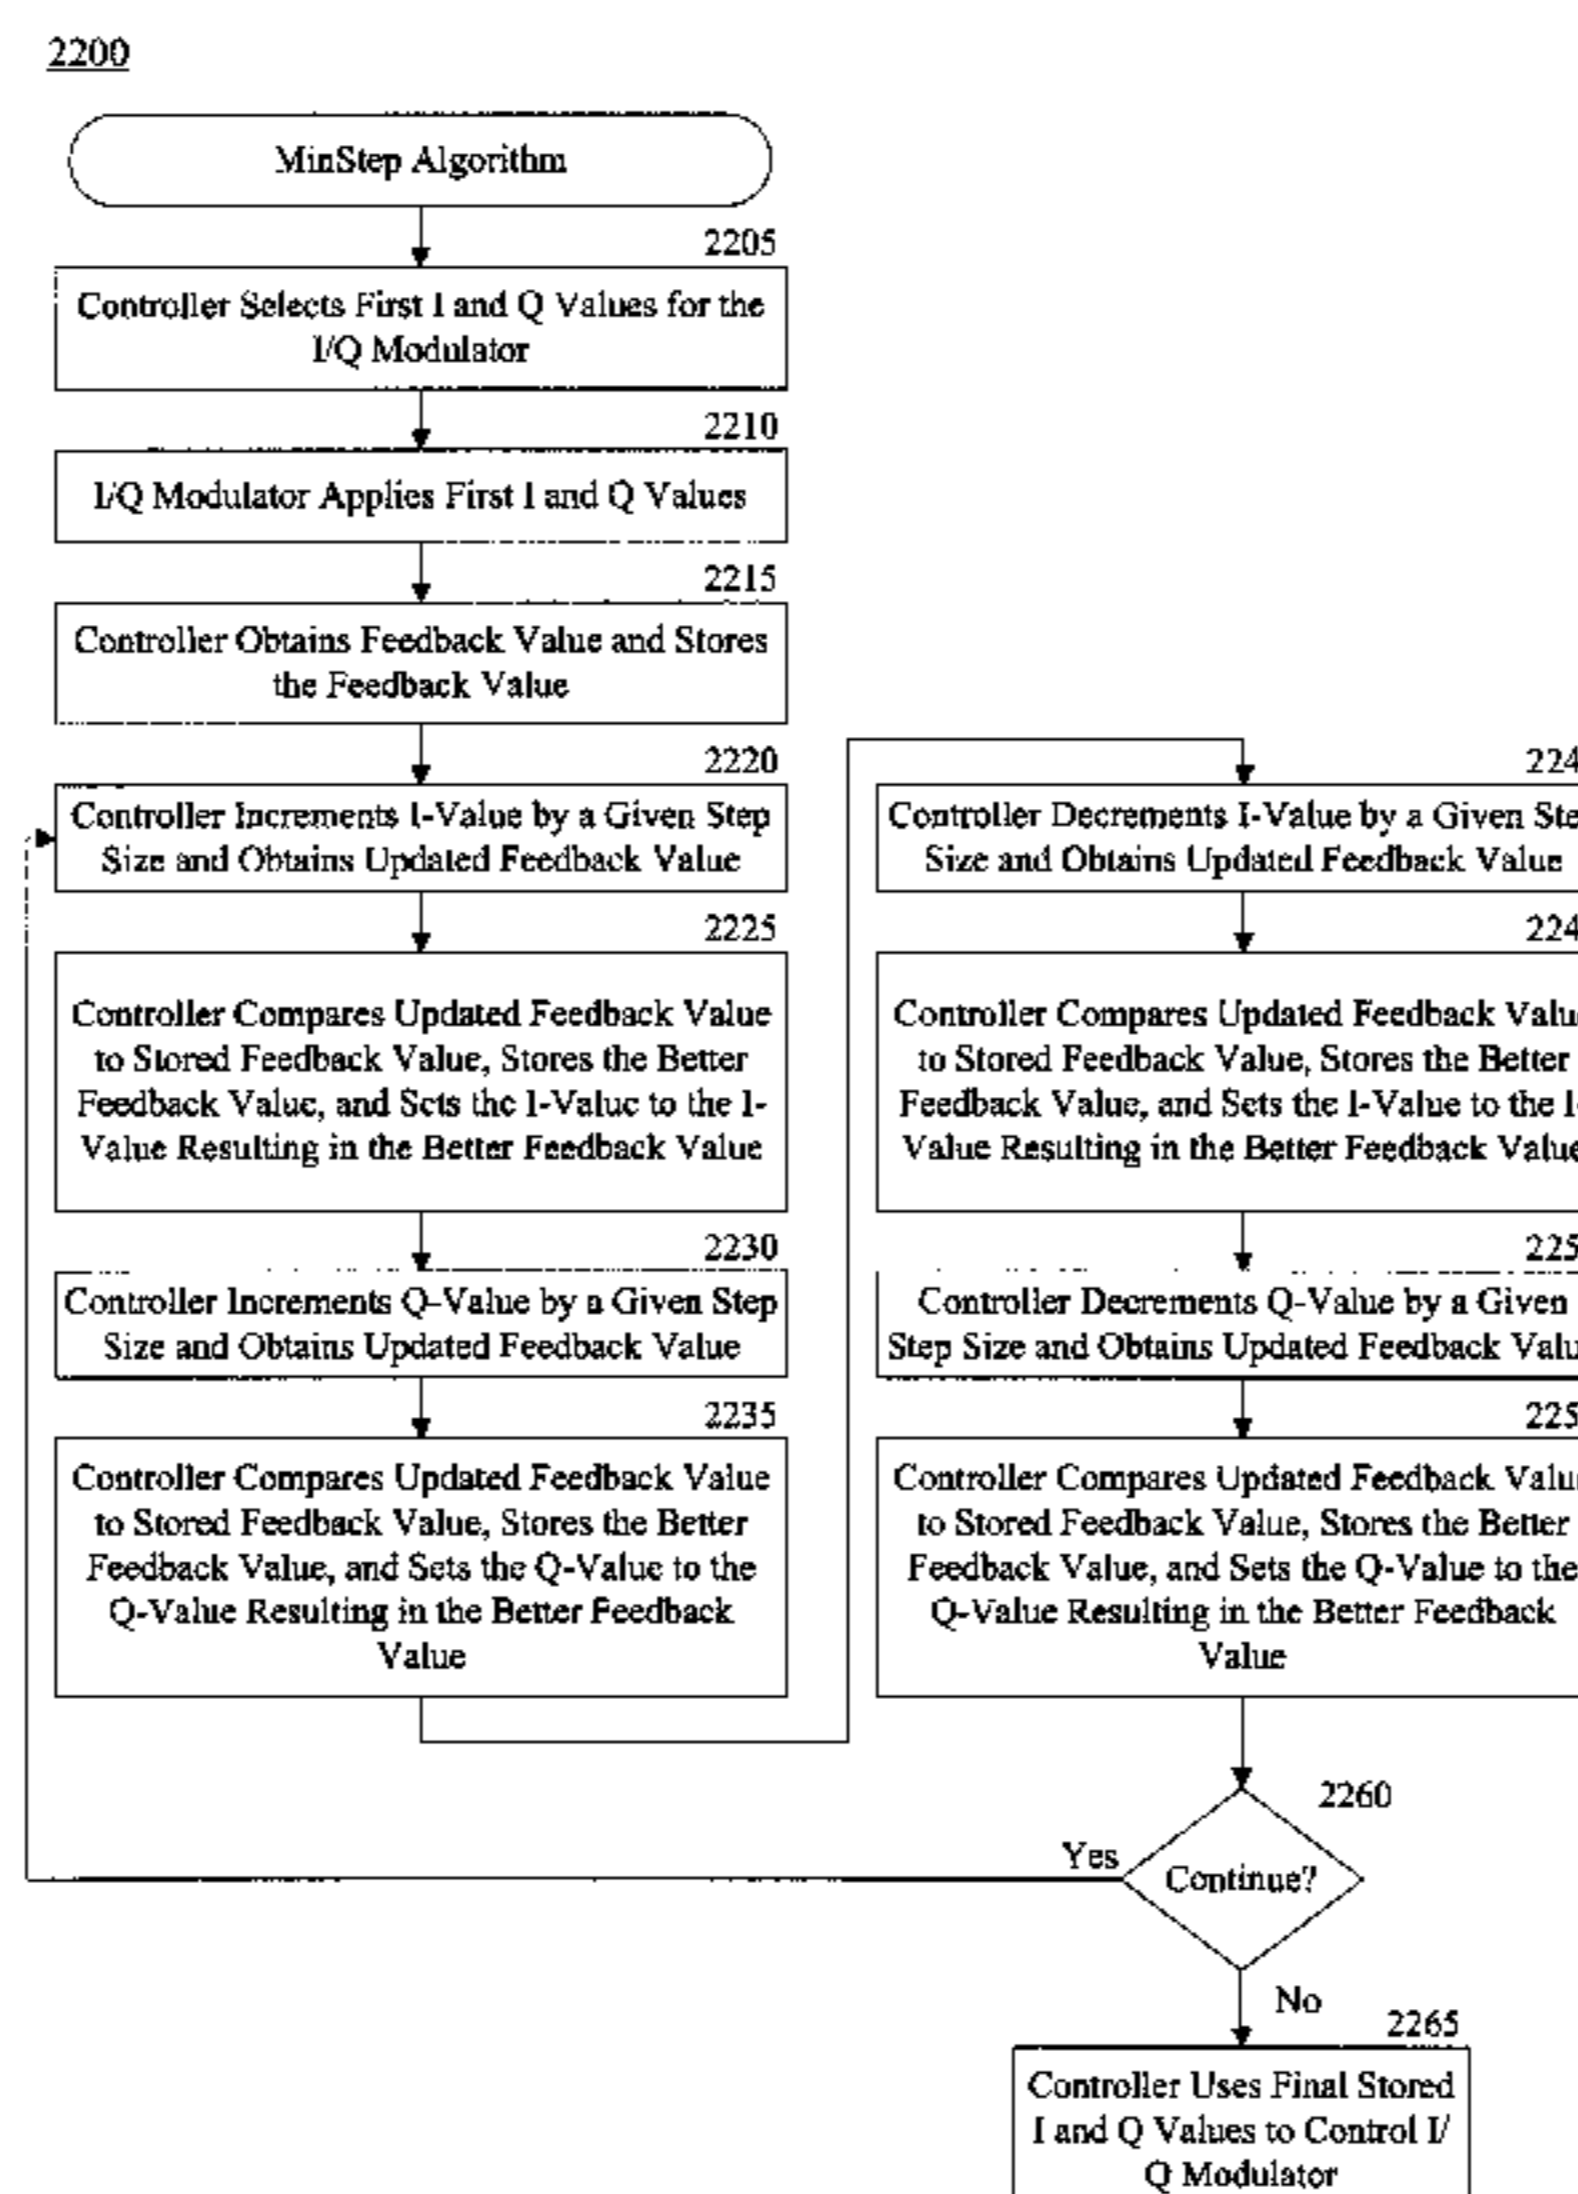 2200
MinStep Algorithm
2205
Controller Selects First I and Q Values for the
I/Q Modulator
2210
I/Q Modulator Applies First I and Q Values
2215
Controller Obtains Feedback Value and Stores
the Feedback Value
2220
Controller Increments I-Value by a Given Step
Size and Obtains Updated Feedback Value
2225
Controller Compares Updated Feedback Value
to Stored Feedback Value, Stores the Better
Feedback Value, and Sets the I-Value to the I-
Value Resulting in the Better Feedback Value
2230
Controller Increments Q-Value by a Given Step
Size and Obtains Updated Feedback Value
2235
Controller Compares Updated Feedback Value
to Stored Feedback Value, Stores the Better
Feedback Value, and Sets the Q-Value to the
Q-Value Resulting in the Better Feedback
Value
Controller Decrements I-Value by a Given
Size and Obtains Updated Feedback Value
Controller Compares Updated Feedback
to Stored Feedback Value, Stores the Better
Feedback Value, and Sets the I-Value to the I-
Value Resulting in the Better Feedback
Controller Decrements Q-Value by a Given
Step Size and Obtains Updated Feedback
Controller Compares Updated Feedback
to Stored Feedback Value, Stores the Better
Feedback Value, and Sets the Q-Value to the
Q-Value Resulting in the Better Feedback
Value
2260
Yes
Continue?
No
2265
Controller Uses Final Stored
I and Q Values to Control I/
Q Modulator